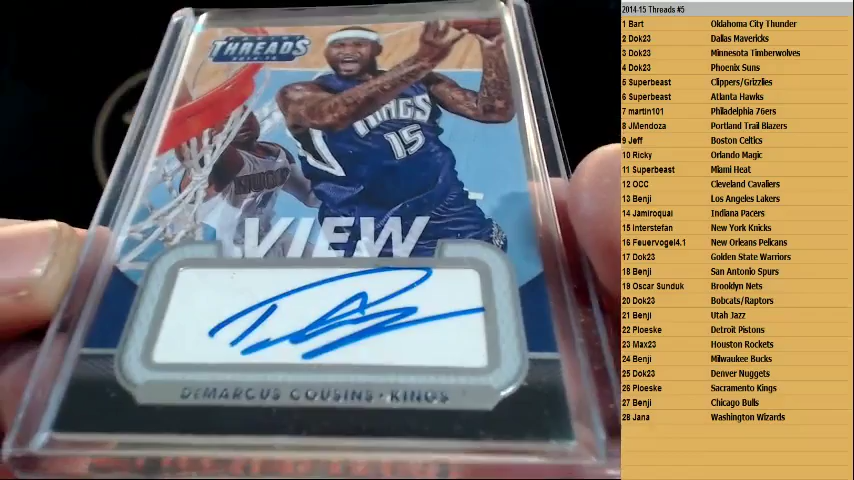 PANINI
THREADS
2014-15
KINGS
15
NUGG
VIEW
DeMARCUS COUSINS • KINGS
2014-15 Threads #5
1 Bart Oklahoma City Thunder
2 Dok23 Dallas Mavericks
3 Dok23 Minnesota Timberwolves
4 Dok23 Phoenix Suns
5 Superbeast Clippers/Grizzlies
6 Superbeast Atlanta Hawks
7 martin101 Philadelphia 76ers
8 JMendoza Portland Trail Blazers
9 Jeff Boston Celtics
10 Ricky Orlando Magic
11 Superbeast Miami Heat
12 OCC Cleveland Cavaliers
13 Benji Los Angeles Lakers
14 Jamiroquai Indiana Pacers
15 Interstefan New York Knicks
16 Feuervogel4.1 New Orleans Pelicans
17 Dok23 Golden State Warriors
18 Benji San Antonio Spurs
19 Oscar Sunduk Brooklyn Nets
20 Dok23 Bobcats/Raptors
21 Benji Utah Jazz
22 Ploeske Detroit Pistons
23 Max23 Houston Rockets
24 Benji Milwaukee Bucks
25 Dok23 Denver Nuggets
26 Ploeske Sacramento Kings
27 Benji Chicago Bulls
28 Jana Washington Wizards